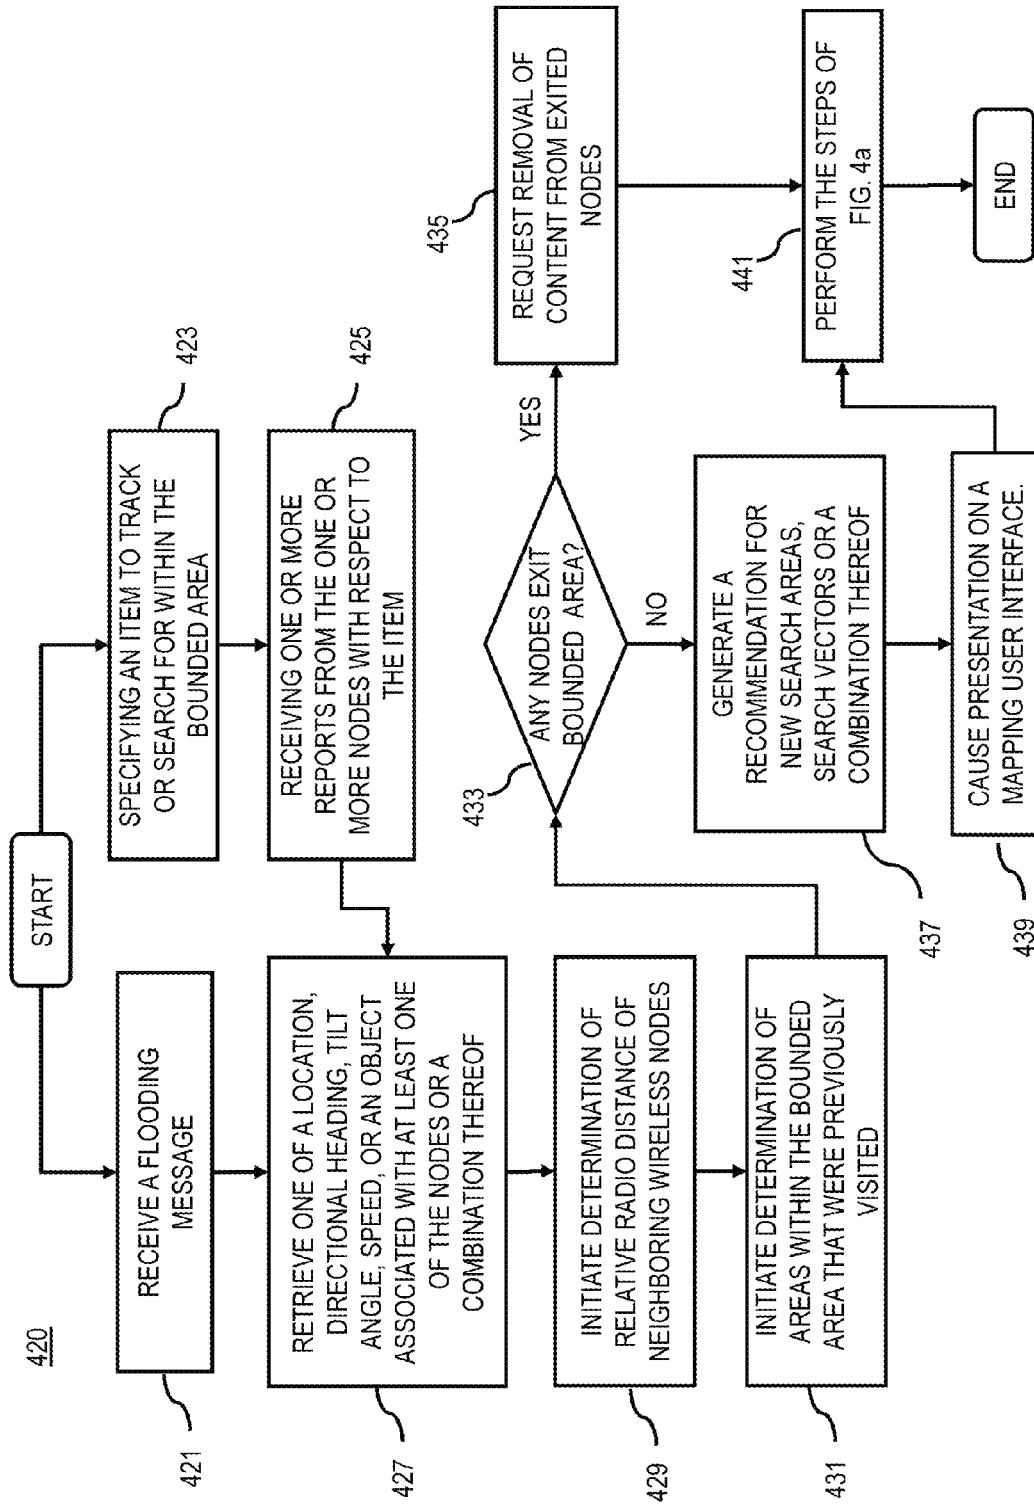 420
START
421
RECEIVE A FLOODING
MESSAGE
423
SPECIFYING AN ITEM TO TRACK
OR SEARCH FOR WITHIN THE
BOUNDED AREA
425
RECEIVING ONE OR MORE
REPORTS FROM THE ONE OR
MORE NODES WITH RESPECT TO
THE ITEM
427
RETRIEVE ONE OF A LOCATION,
DIRECTIONAL HEADING, TILT
ANGLE, SPEED, OR AN OBJECT
ASSOCIATED WITH AT LEAST ONE
OF THE NODES OR A
COMBINATION THEREOF
429
INITIATE DETERMINATION OF
RELATIVE RADIO DISTANCE OF
NEIGHBORING WIRELESS NODES
431
INITIATE DETERMINATION OF
AREAS WITHIN THE BOUNDED
AREA THAT WERE PREVIOUSLY
VISITED
433
ANY NODES EXIT
BOUNDED AREA?
YES
NO
435
REQUEST REMOVAL OF
CONTENT FROM EXITED
NODES
437
GENERATE A
RECOMMENDATION FOR
NEW SEARCH AREAS,
SEARCH VECTORS OR A
COMBINATION THEREOF
439
CAUSE PRESENTATION ON A
MAPPING USER INTERFACE.
441
PERFORM THE STEPS OF
FIG. 4a
END